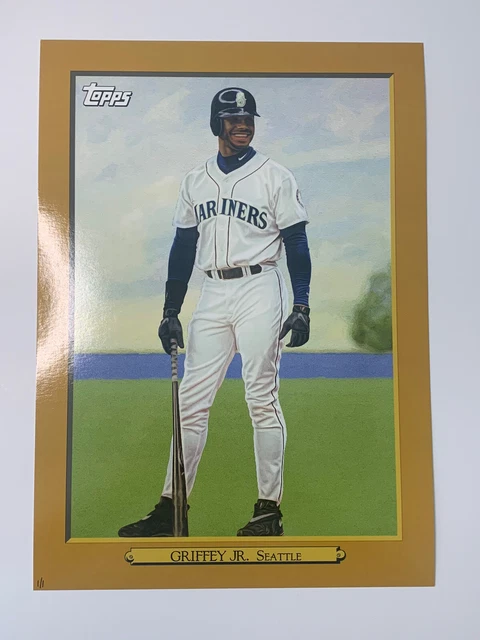 Topps
MARINERS
GRIFFEY JR. SEATTLE
1/1